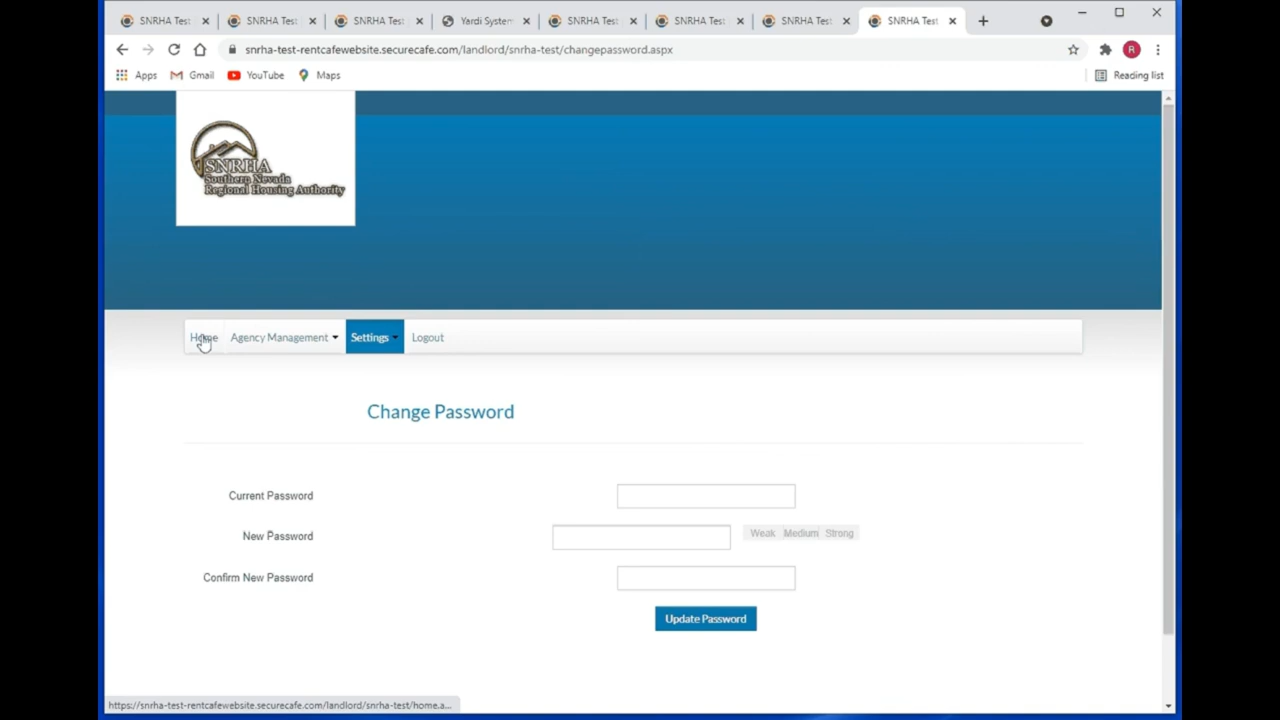 SNRHA Test
SNRHA Test
SNRHA Test
Yardi System
SNRHA Test
SNRHA Test
SNRHA Test
SNRHA Test
snrha-test-rentcafewebsite.securecafe.com/landlord/snrha-test/changepassword.aspx
R
Apps
Gmail
YouTube
Maps
Reading list
SNRHA
Southern Nevada
Regional Housing Authority
Home
Agency Management
Settings
Logout
Change Password
Current Password
New Password
Weak Medium Strong
Confirm New Password
Update Password
https://snrha-test-rentcafewebsite.securecafe.com/landlord/snrha-test/home.a...